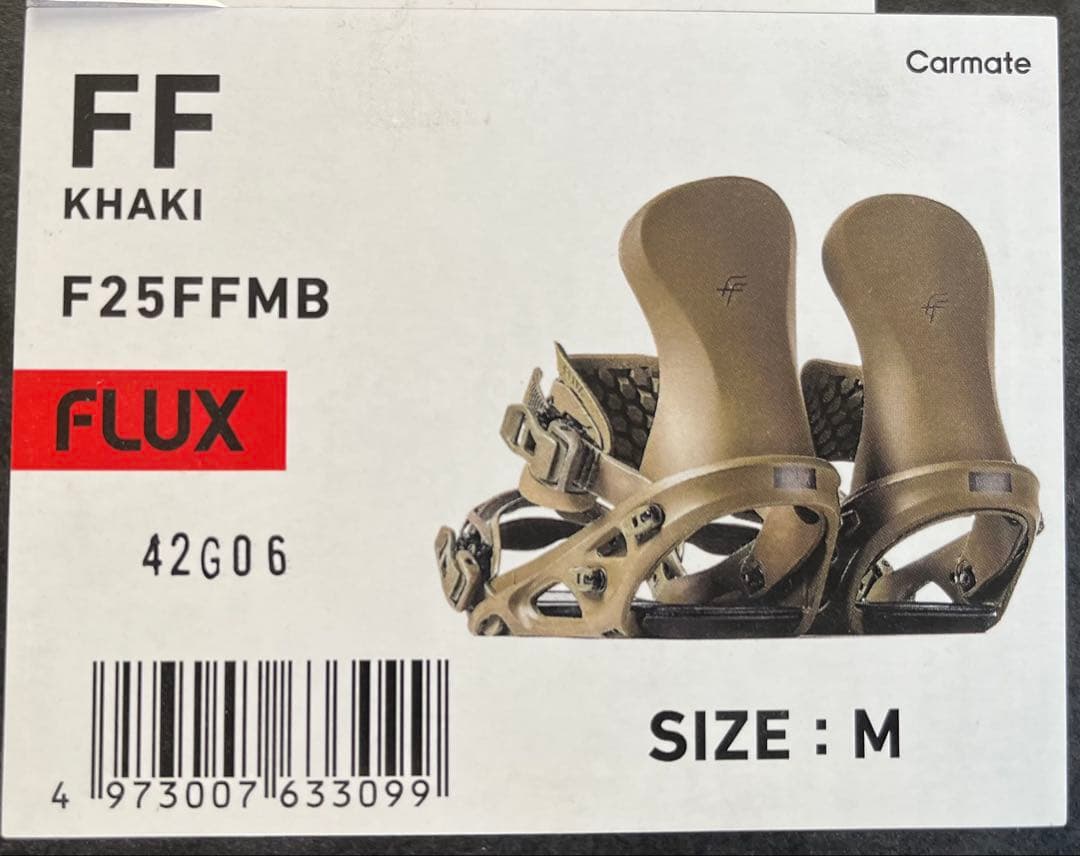 Carmate
FF
KHAKI
F25FFMB
FLUX
42G06
SIZE : M
4 973007 633099